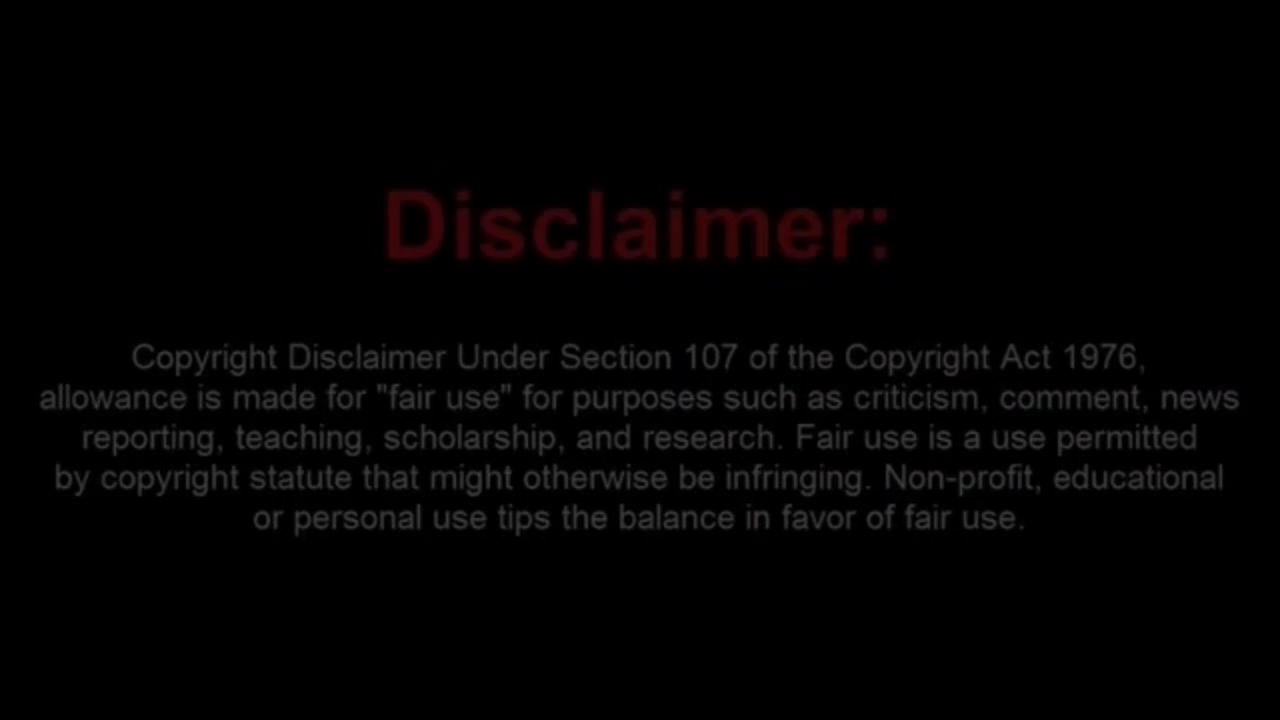 Disclaimer:
Copyright Disclaimer Under Section 107 of the Copyright Act 1976,
allowance is made for "fair use" for purposes such as criticism, comment, news
reporting, teaching, scholarship, and research. Fair use is a use permitted
by copyright statute that might otherwise be infringing. Non-profit, educational
or personal use tips the balance in favor of fair use.